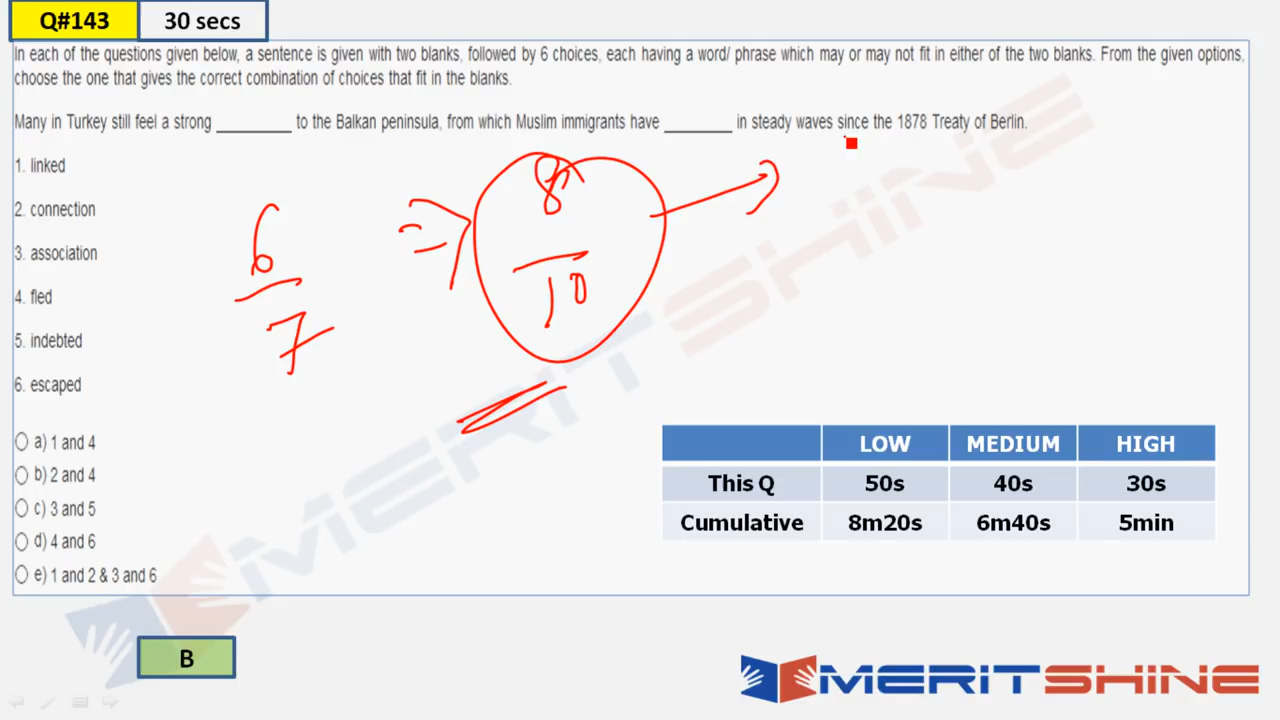 Q#143 30 secs
In each of the questions given below, a sentence is given with two blanks, followed by 6 choices, each having a word/ phrase which may or may not fit in either of the two blanks. From the given options,
choose the one that gives the correct combination of choices that fit in the blanks.
Many in Turkey still feel a strong __________ to the Balkan peninsula, from which Muslim immigrants have _________ in steady waves since the 1878 Treaty of Berlin.
1. linked
2. connection
3. association
4. fled
5. indebted
6. escaped
6
7
8
10
a) 1 and 4
b) 2 and 4
c) 3 and 5
d) 4 and 6
e) 1 and 2 & 3 and 6
LOW MEDIUM HIGH
This Q 50s 40s 30s
Cumulative 8m20s 6m40s 5min
B
MERITSHINE
MERITSHINE